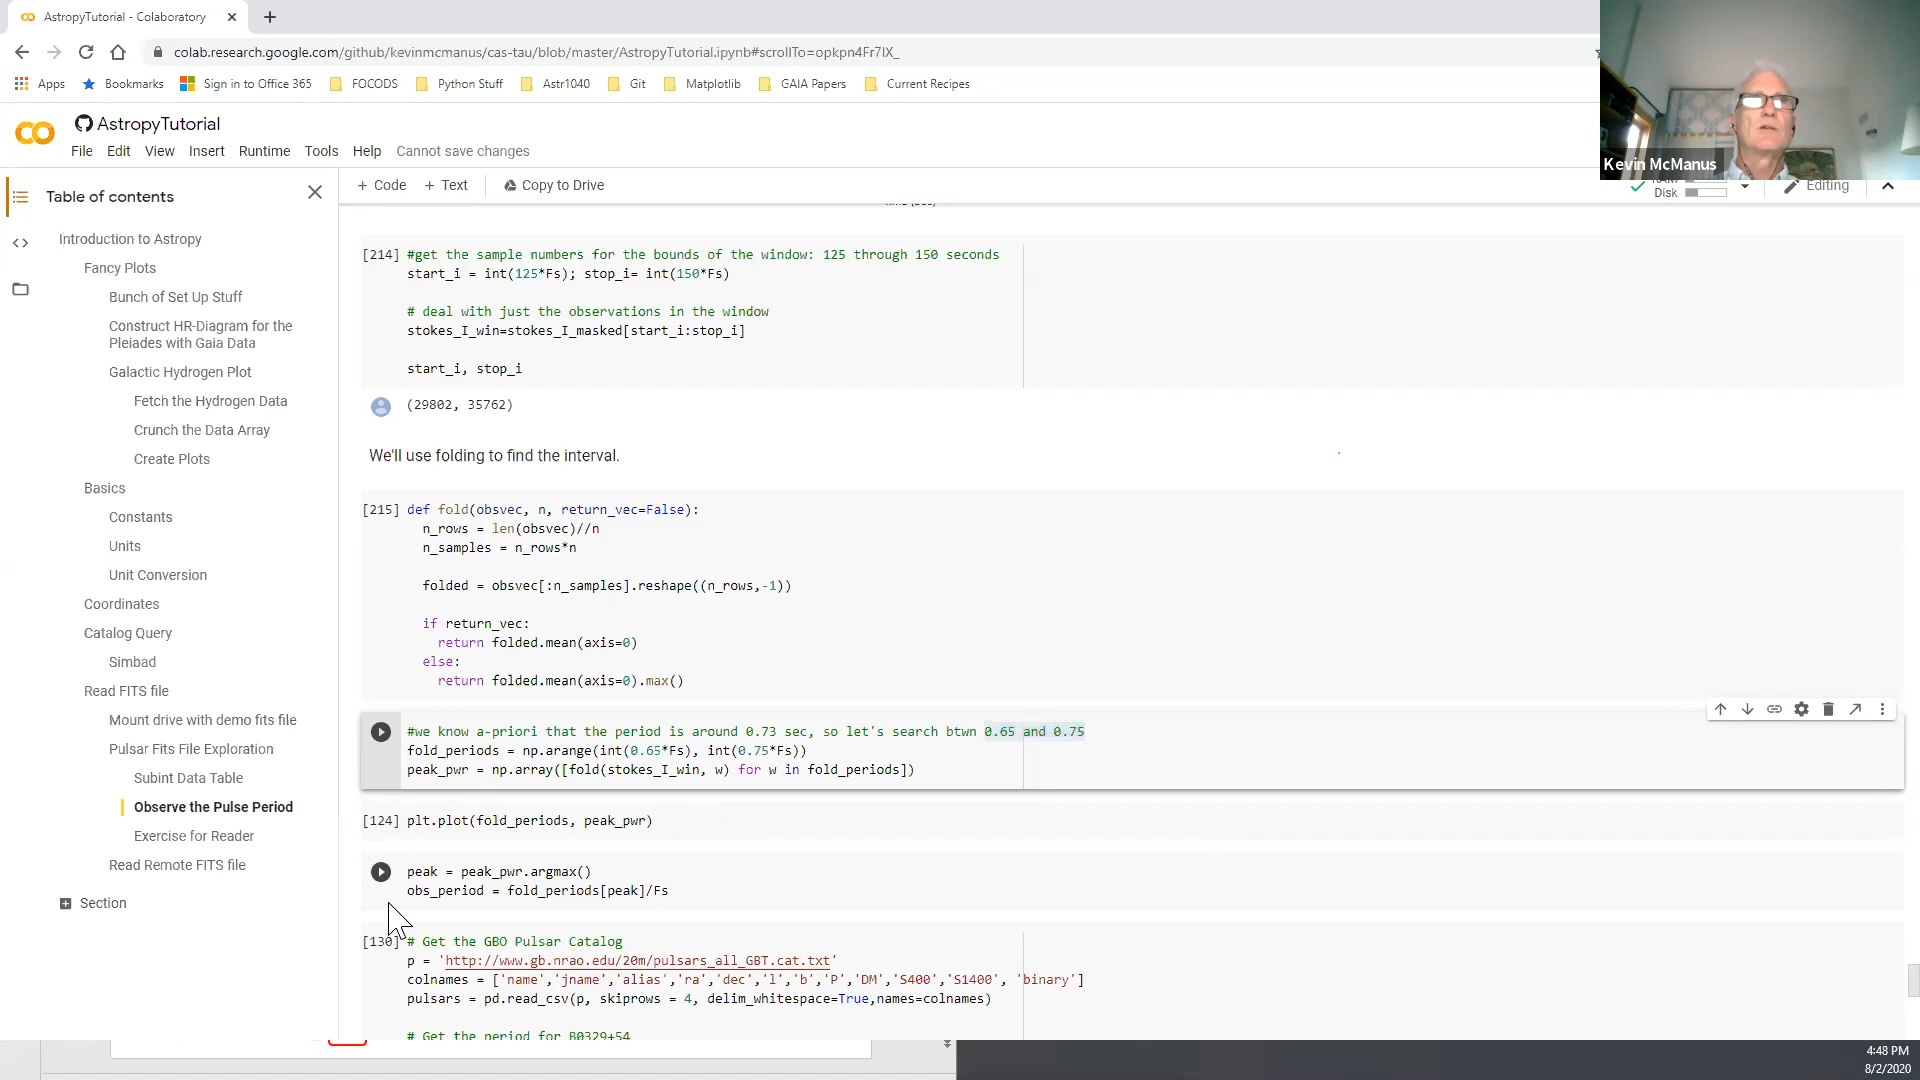 AstropyTutorial - Colaboratory
colab.research.google.com/github/kevinmcmanus/cas-tau/blob/master/AstropyTutorial.ipynb#scrollTo=opkpn4Fr7lX_
Apps Bookmarks Sign in to Office 365 FOCODS Python Stuff Astr1040 Git Matplotlib GAIA Papers Current Recipes
Kevin McManus
CO AstropyTutorial
File Edit View Insert Runtime Tools Help Cannot save changes
+ Code + Text Copy to Drive
Disk
Editing
Table of contents
Introduction to Astropy
Fancy Plots
Bunch of Set Up Stuff
Construct HR-Diagram for the
Pleiades with Gaia Data
Galactic Hydrogen Plot
Fetch the Hydrogen Data
Crunch the Data Array
Create Plots
Basics
Constants
Units
Unit Conversion
Coordinates
Catalog Query
Simbad
Read FITS file
Mount drive with demo fits file
Pulsar Fits File Exploration
Subint Data Table
Observe the Pulse Period
Exercise for Reader
Read Remote FITS file
Section
[214] #get the sample numbers for the bounds of the window: 125 through 150 seconds
start_i = int(125*Fs); stop_i= int(150*Fs)
# deal with just the observations in the window
stokes_I_win=stokes_I_masked[start_i:stop_i]
start_i, stop_i
(29802, 35762)
We'll use folding to find the interval.
[215] def fold(obsvec, n, return_vec=False):
n_rows = len(obsvec)//n
n_samples = n_rows*n
folded = obsvec[:n_samples].reshape((n_rows,-1))
if return_vec:
return folded.mean(axis=0)
else:
return folded.mean(axis=0).max()
#we know a-priori that the period is around 0.73 sec, so let's search btwn 0.65 and 0.75
fold_periods = np.arange(int(0.65*Fs), int(0.75*Fs))
peak_pwr = np.array([fold(stokes_I_win, w) for w in fold_periods])
[124] plt.plot(fold_periods, peak_pwr)
peak = peak_pwr.argmax()
obs_period = fold_periods[peak]/Fs
[130] # Get the GBO Pulsar Catalog
p = 'http://www.gb.nrao.edu/20m/pulsars_all_GBT.cat.txt'
colnames = ['name','jname','alias','ra','dec','l','b','P','DM','S400','S1400', 'binary']
pulsars = pd.read_csv(p, skiprows = 4, delim_whitespace=True,names=colnames)
# Get the period for B0329+54
4:48 PM
8/2/2020